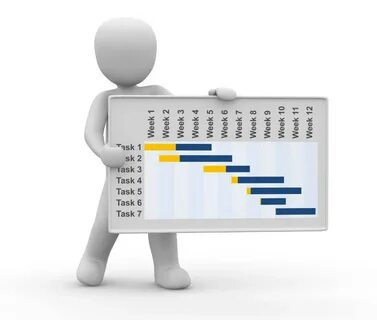 Week 1
Week 2
Week 3
Week 4
Week 5
Week 6
Week 7
Week 8
Week 9
Week 10
Week 11
Week 12
Task 1
Task 2
Task 3
Task 4
Task 5
Task 6
Task 7